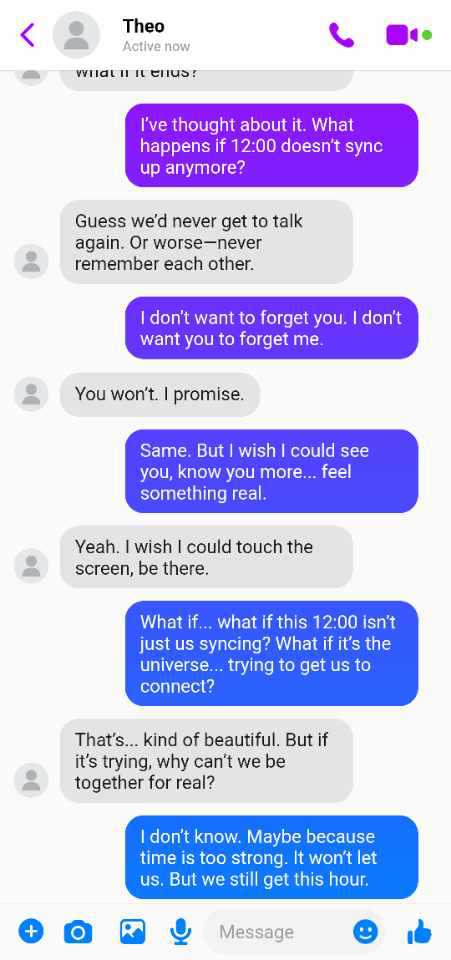 Theo
Active now
what if it ends?
I've thought about it. What
happens if 12:00 doesn't sync
up anymore?
Guess we'd never get to talk
again. Or worse—never
remember each other.
I don't want to forget you. I don't
want you to forget me.
You won't. I promise.
Same. But I wish I could see
you, know you more... feel
something real.
Yeah. I wish I could touch the
screen, be there.
What if... what if this 12:00 isn't
just us syncing? What if it's the
universe... trying to get us to
connect?
That's... kind of beautiful. But if
it's trying, why can't we be
together for real?
I don't know. Maybe because
time is too strong. It won't let
us. But we still get this hour.
Message